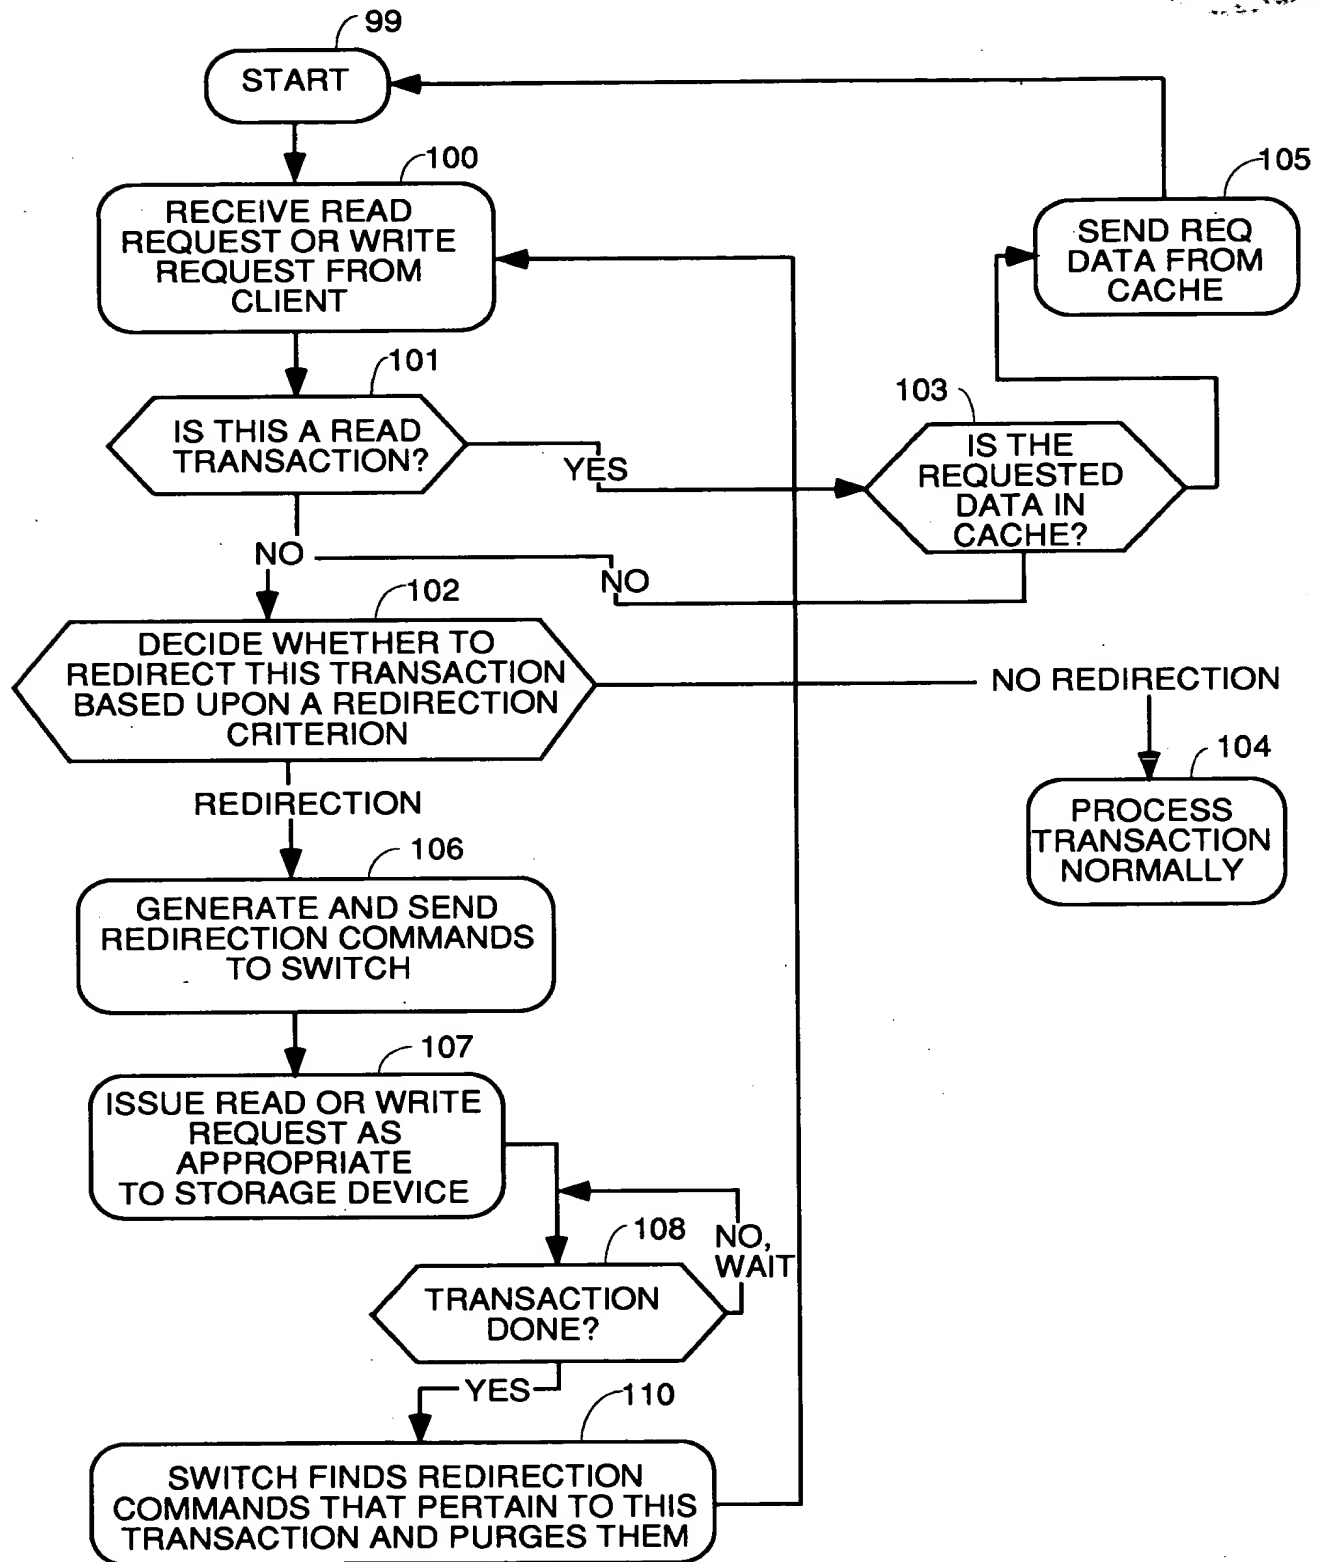 99
START
100
RECEIVE READ
REQUEST OR WRITE
REQUEST FROM
CLIENT
105
SEND REQ
DATA FROM
CACHE
101
IS THIS A READ
TRANSACTION?
YES
103
IS THE
REQUESTED
DATA IN
CACHE?
NO
NO
102
DECIDE WHETHER TO
REDIRECT THIS TRANSACTION
BASED UPON A REDIRECTION
CRITERION
NO REDIRECTION
104
PROCESS
TRANSACTION
NORMALLY
REDIRECTION
106
GENERATE AND SEND
REDIRECTION COMMANDS
TO SWITCH
107
ISSUE READ OR WRITE
REQUEST AS
APPROPRIATE
TO STORAGE DEVICE
108
NO,
WAIT
TRANSACTION
DONE?
YES
110
SWITCH FINDS REDIRECTION
COMMANDS THAT PERTAIN TO THIS
TRANSACTION AND PURGES THEM